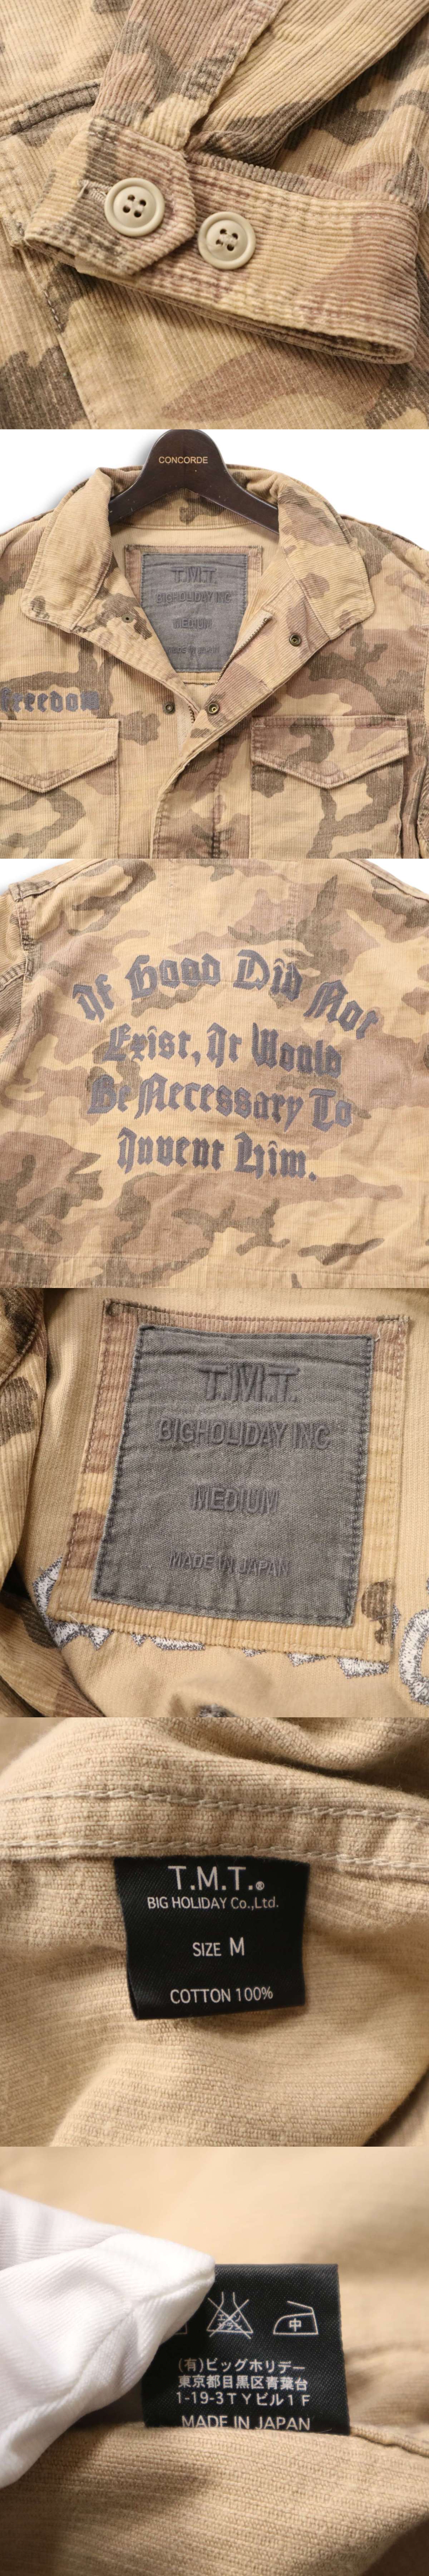 CONCORDE
T.M.T.
BIGHOLIDAY INC
MEDIUM
MADE IN JAPAN
freedom
If Good Did Not
Exist, It Would
Be Necessary To
Invent Him.
T.M.T.
BIGHOLIDAY INC
MEDIUM
MADE IN JAPAN
T.M.T.®
BIG HOLIDAY Co.,Ltd.
SIZE M
COTTON 100%
中
(有)ビッグホリデー
東京都目黒区青葉台
1-19-3TYビル1F
MADE IN JAPAN